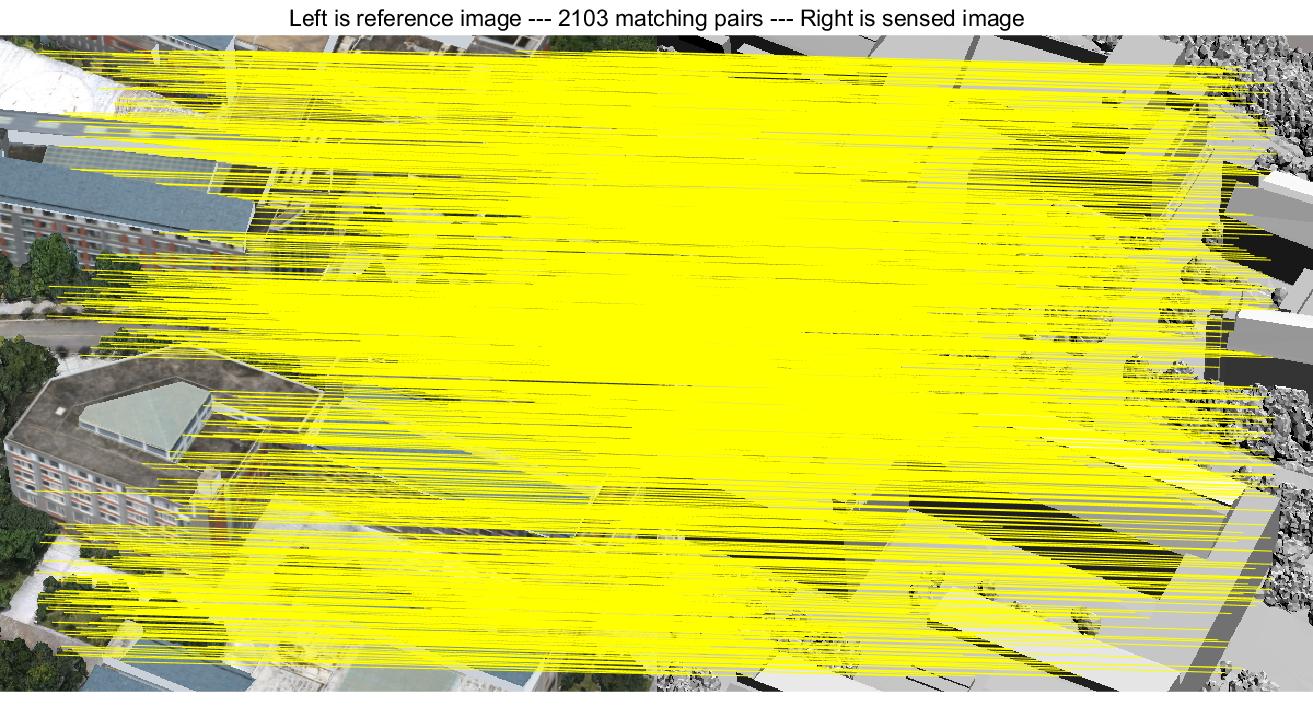 Left is reference image --- 2103 matching pairs --- Right is sensed image